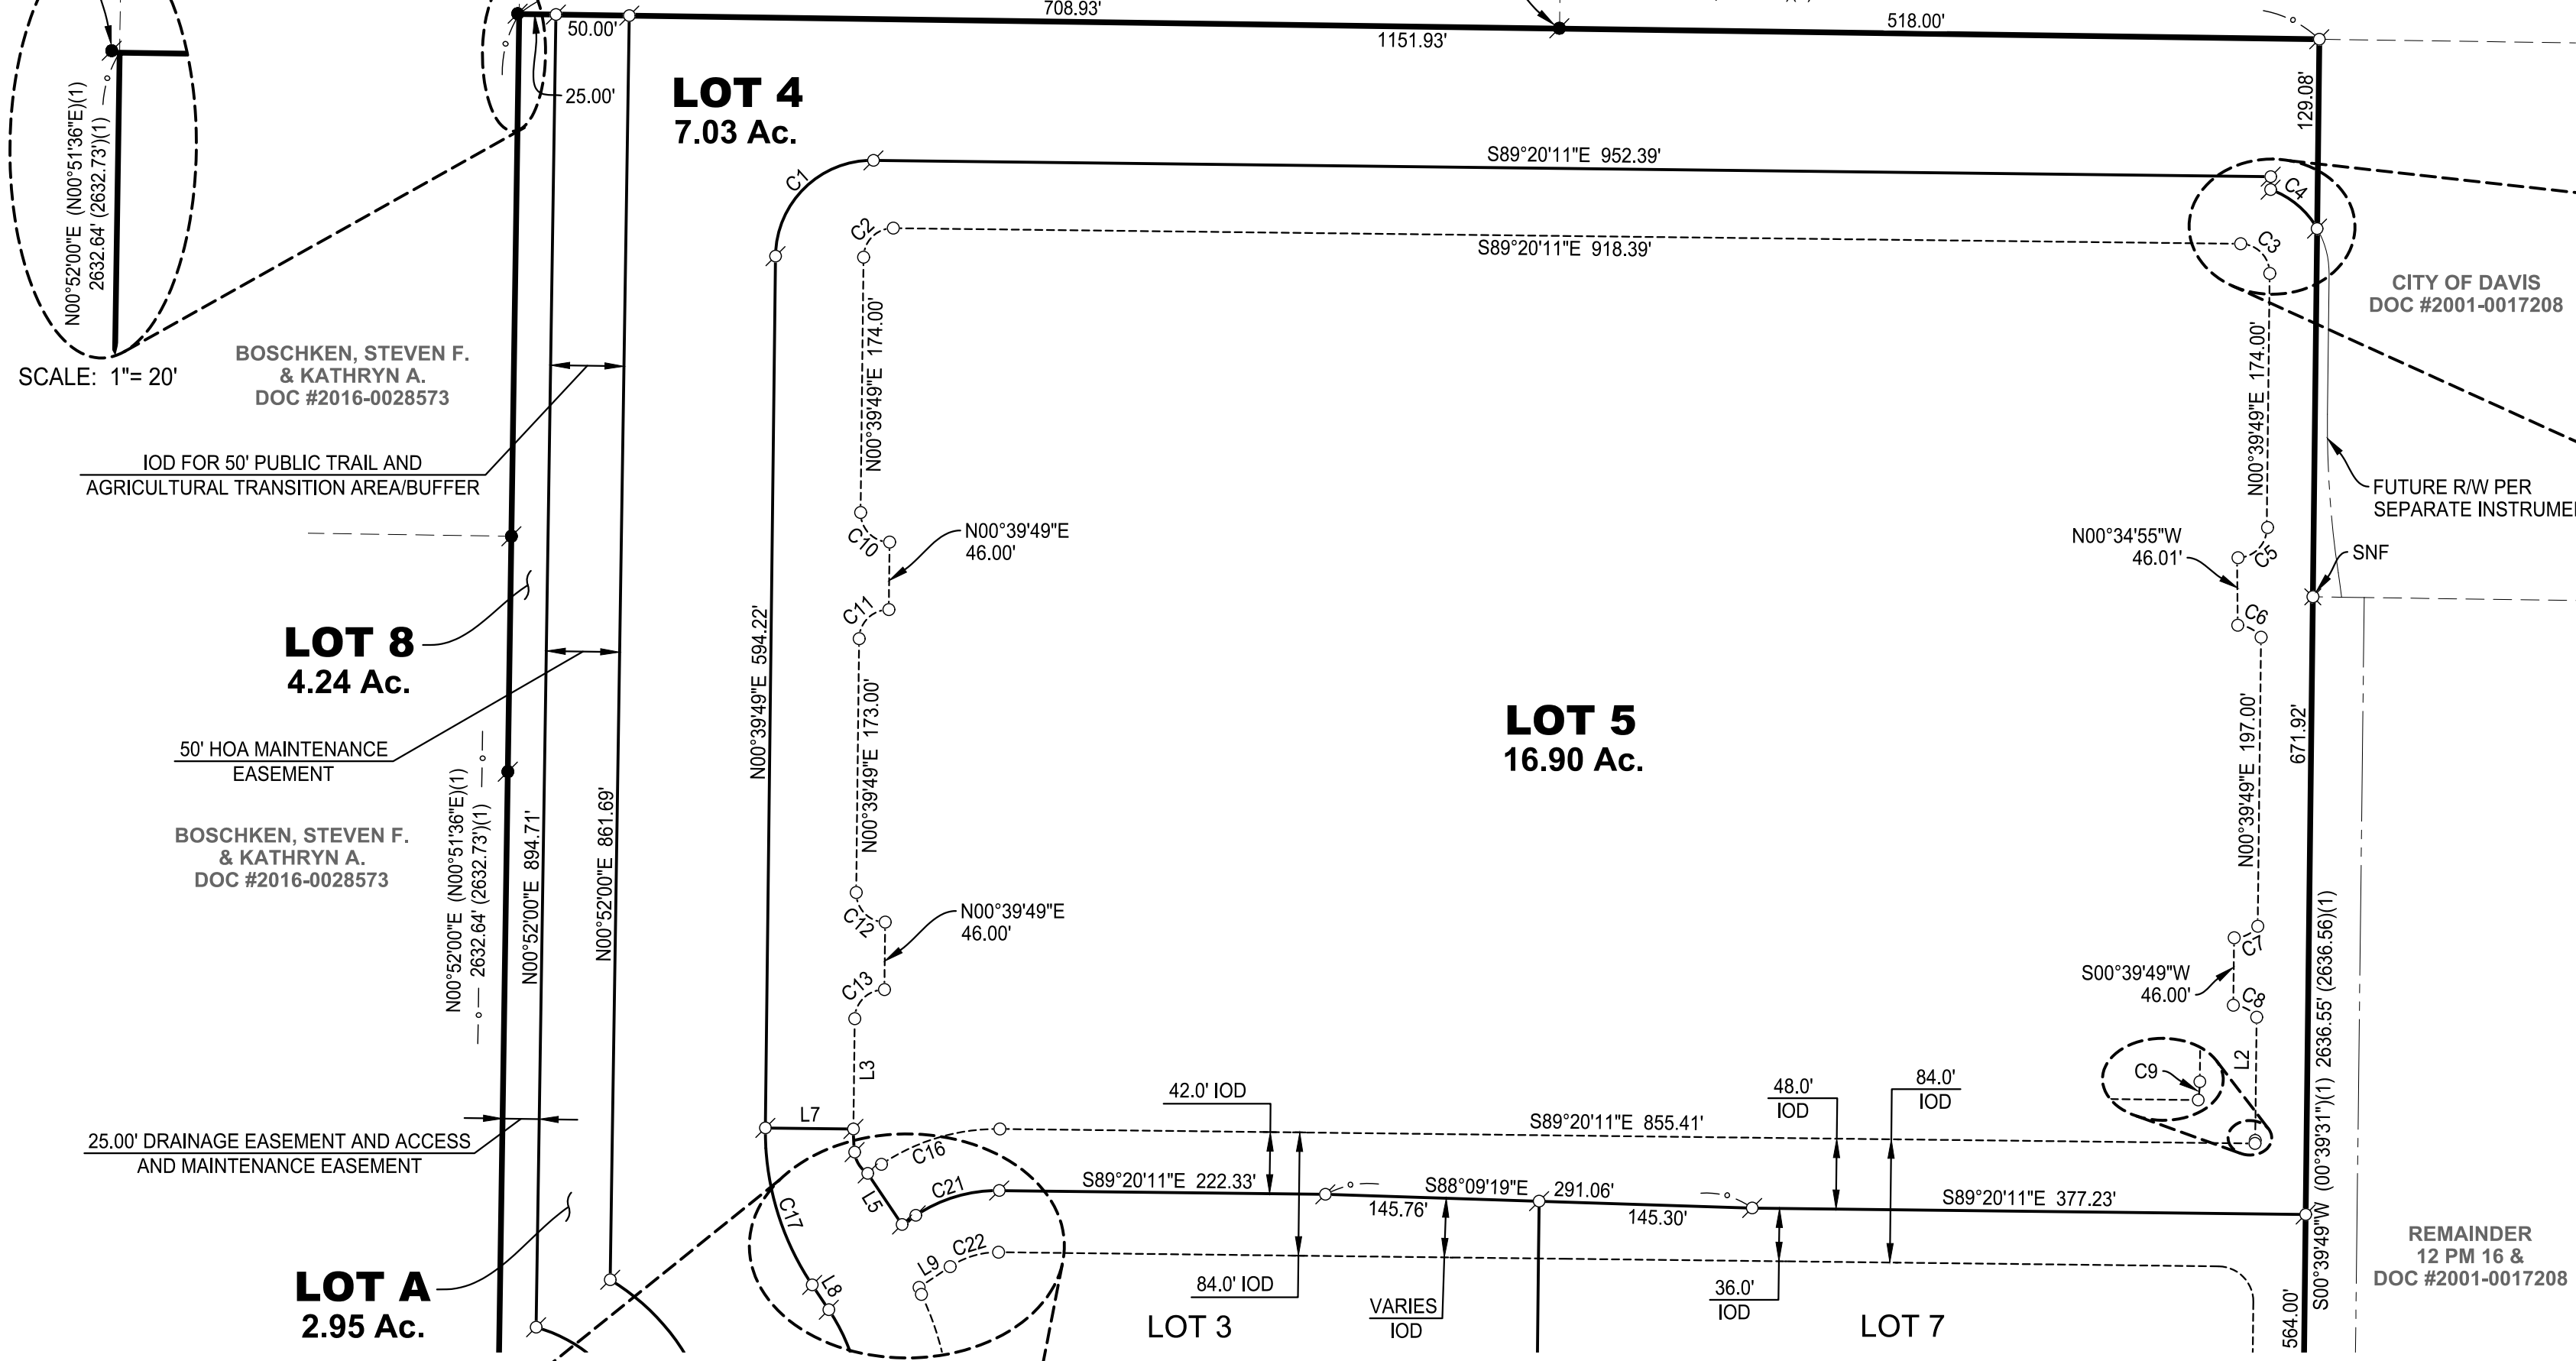 708.93'
518.00'
50.00'
1151.93'
25.00'
LOT 4
7.03 Ac.
129.08'
N00°52'00"E (N00°51'36"E)(1)
2632.64' (2632.73')(1)
SCALE: 1"= 20'
S89°20'11"E 952.39'
C1
C4
C2
S89°20'11"E 918.39'
C3
CITY OF DAVIS
DOC #2001-0017208
BOSCHKEN, STEVEN F.
& KATHRYN A.
DOC #2016-0028573
N00°39'49"E 174.00'
N00°39'49"E 174.00'
IOD FOR 50' PUBLIC TRAIL AND
AGRICULTURAL TRANSITION AREA/BUFFER
FUTURE R/W PER
SEPARATE INSTRUME
C10
N00°39'49"E
46.00'
N00°34'55"W
46.01'
C5
SNF
C11
C6
LOT 8
4.24 Ac.
N00°39'49"E 594.22'
N00°39'49"E 173.00'
LOT 5
16.90 Ac.
N00°39'49"E 197.00'
671.92'
50' HOA MAINTENANCE
EASEMENT
BOSCHKEN, STEVEN F.
& KATHRYN A.
DOC #2016-0028573
N00°52'00"E (N00°51'36"E)(1)
2632.64' (2632.73')(1)
N00°52'00"E 894.71'
N00°52'00"E 861.69'
C12
N00°39'49"E
46.00'
C7
C13
S00°39'49"W
46.00'
C8
S00°39'49"W (00°39'31")(1) 2636.55' (2636.56)(1)
L3
L2
C9
42.0' IOD
48.0'
IOD
84.0'
IOD
L7
S89°20'11"E 855.41'
25.00' DRAINAGE EASEMENT AND ACCESS
AND MAINTENANCE EASEMENT
C16
L5
C21
S89°20'11"E 222.33'
S88°09'19"E 291.06'
145.76'
145.30'
S89°20'11"E 377.23'
C17
C22
L9
L8
LOT A
2.95 Ac.
84.0' IOD
VARIES
IOD
36.0'
IOD
LOT 3
LOT 7
564.00'
REMAINDER
12 PM 16 &
DOC #2001-0017208